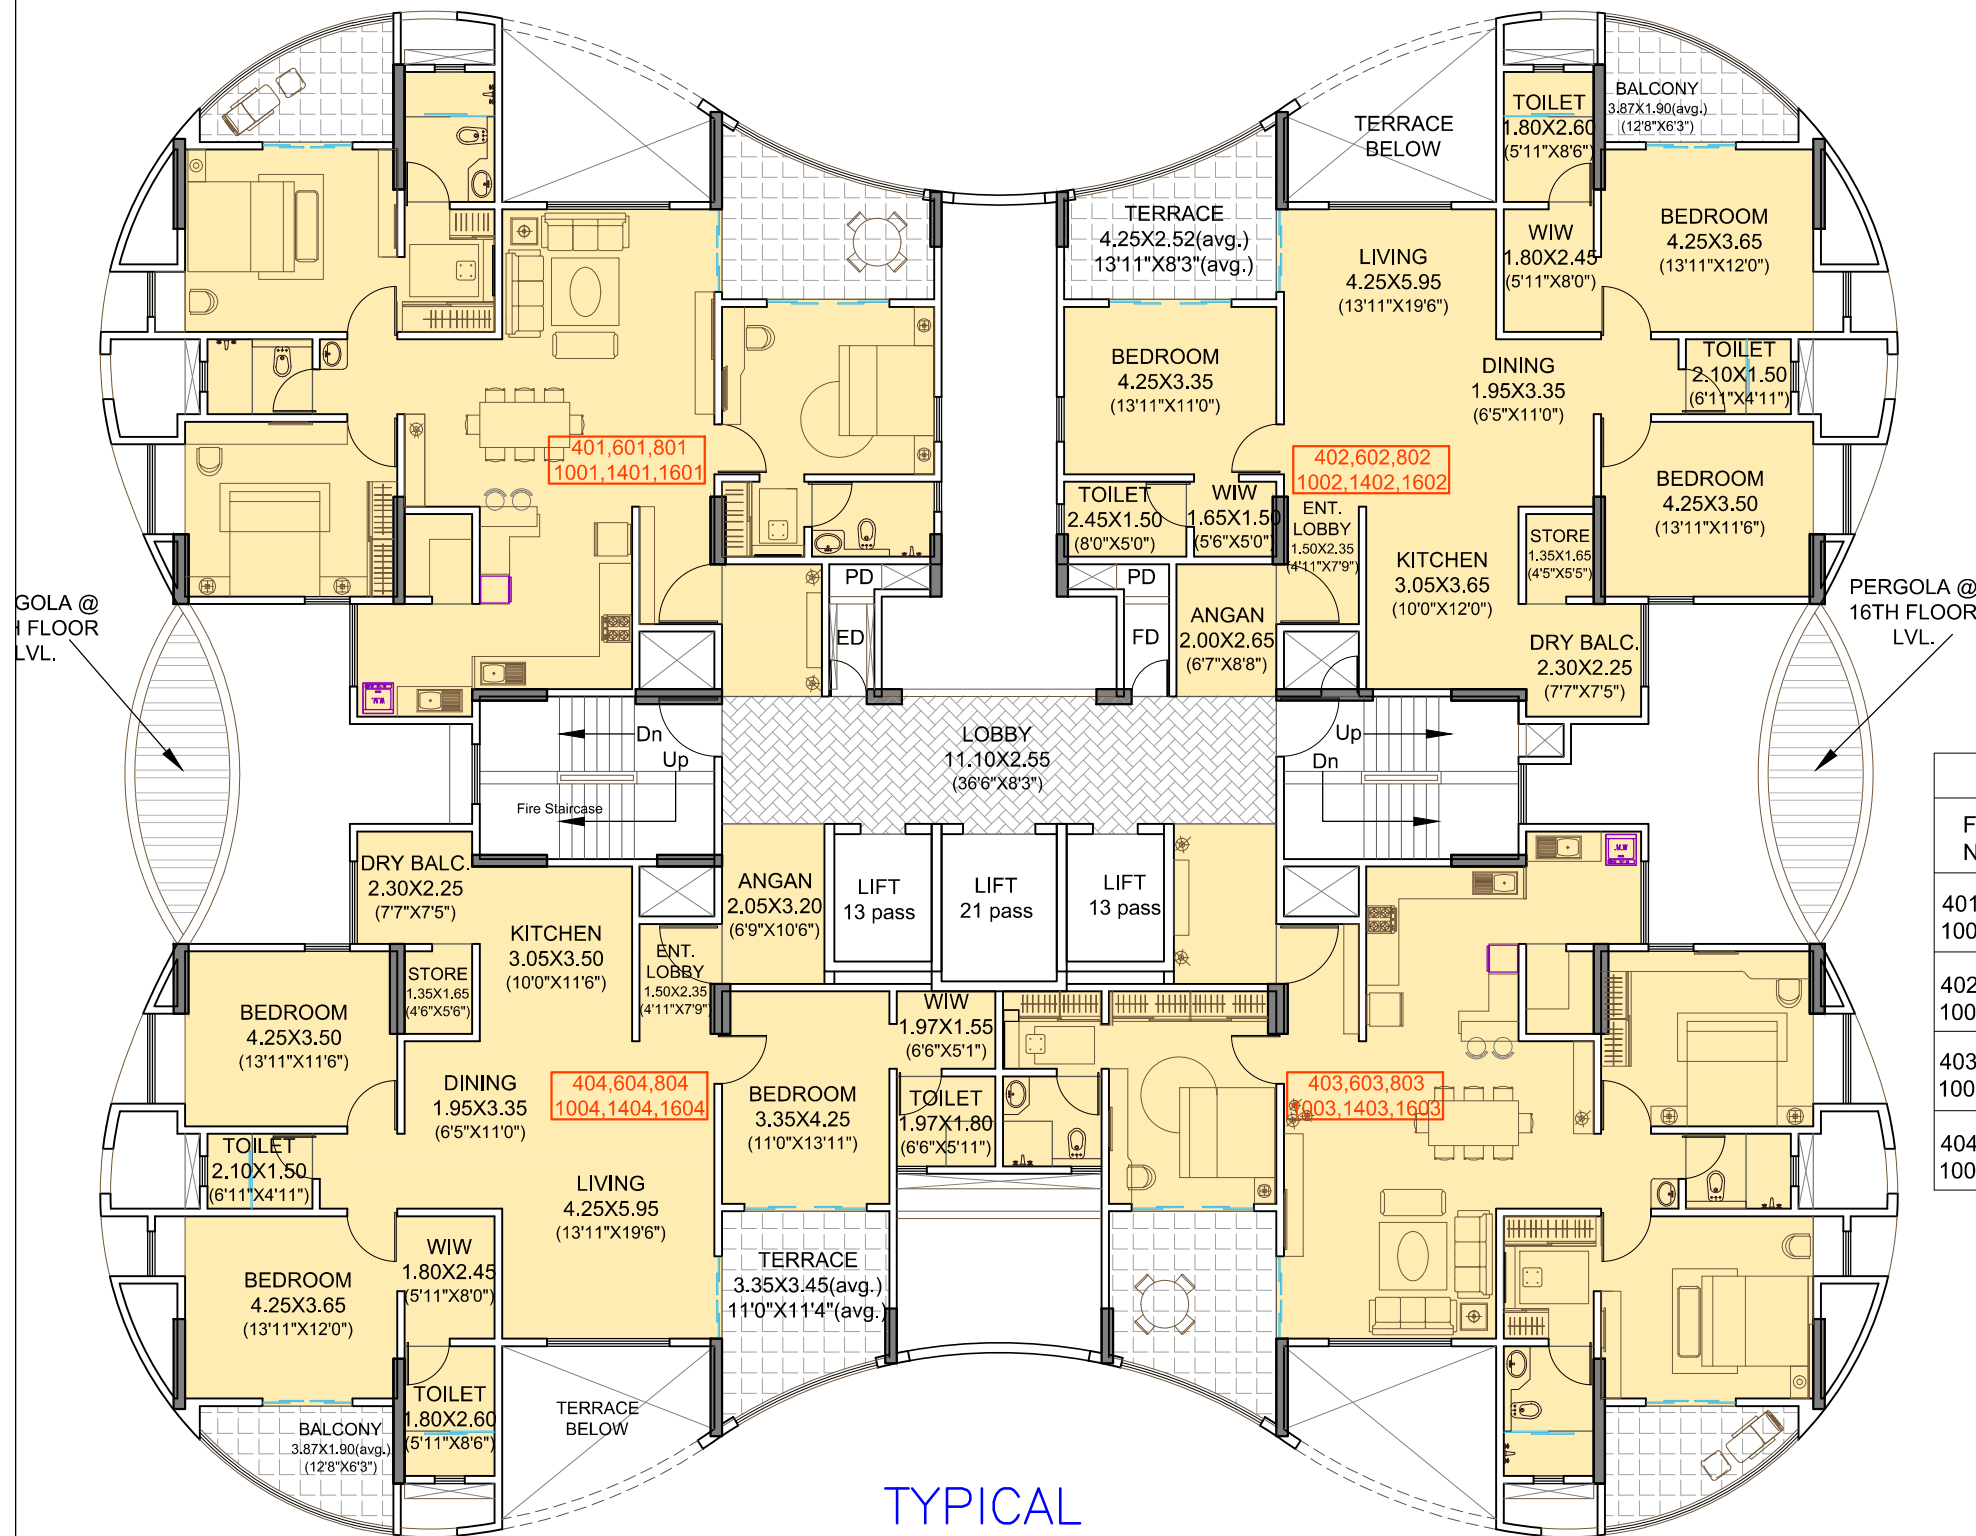 BALCONY
3.87X1.90(avg.)
(12'8"X6'3")
TOILET
1.80X2.60
(5'11"X8'6")
TERRACE
BELOW
TERRACE
4.25X2.52(avg.)
13'11"X8'3"(avg.)
LIVING
4.25X5.95
(13'11"X19'6")
WIW
1.80X2.45
(5'11"X8'0")
BEDROOM
4.25X3.65
(13'11"X12'0")
BEDROOM
4.25X3.35
(13'11"X11'0")
DINING
1.95X3.35
(6'5"X11'0")
TOILET
2.10X1.50
(6'11"X4'11")
401,601,801
1001,1401,1601
402,602,802
1002,1402,1602
BEDROOM
4.25X3.50
(13'11"X11'6")
TOILET
2.45X1.50
(8'0"X5'0")
WIW
1.65X1.50
(5'6"X5'0")
ENT.
LOBBY
1.50X2.35
(4'11"X7'9")
STORE
1.35X1.65
(4'5"X5'5")
KITCHEN
3.05X3.65
(10'0"X12'0")
PD
PD
ED
FD
ANGAN
2.00X2.65
(6'7"X8'8")
DRY BALC.
2.30X2.25
(7'7"X7'5")
GOLA @
H FLOOR
LVL.
PERGOLA @
16TH FLOOR
LVL.
W.M.
Dn
Up
Fire Staircase
LOBBY
11.10X2.55
(36'6"X8'3")
Up
Dn
DRY BALC.
2.30X2.25
(7'7"X7'5")
ANGAN
2.05X3.20
(6'9"X10'6")
LIFT
13 pass
LIFT
21 pass
LIFT
13 pass
W.M.
KITCHEN
3.05X3.50
(10'0"X11'6")
ENT.
LOBBY
1.50X2.35
(4'11"X7'9")
STORE
1.35X1.65
(4'6"X5'6")
BEDROOM
4.25X3.50
(13'11"X11'6")
WIW
1.97X1.55
(6'6"X5'1")
DINING
1.95X3.35
(6'5"X11'0")
404,604,804
1004,1404,1604
BEDROOM
3.35X4.25
(11'0"X13'11")
TOILET
1.97X1.80
(6'6"X5'11")
403,603,803
1003,1403,1603
TOILET
2.10X1.50
(6'11"X4'11")
LIVING
4.25X5.95
(13'11"X19'6")
BEDROOM
4.25X3.65
(13'11"X12'0")
WIW
1.80X2.45
(5'11"X8'0")
TERRACE
3.35X3.45(avg.)
11'0"X11'4"(avg.)
TOILET
1.80X2.60
(5'11"X8'6")
BALCONY
3.87X1.90(avg.)
(12'8"X6'3")
TERRACE
BELOW
TYPICAL
F
N
401
100
402
100
403
100
404
100